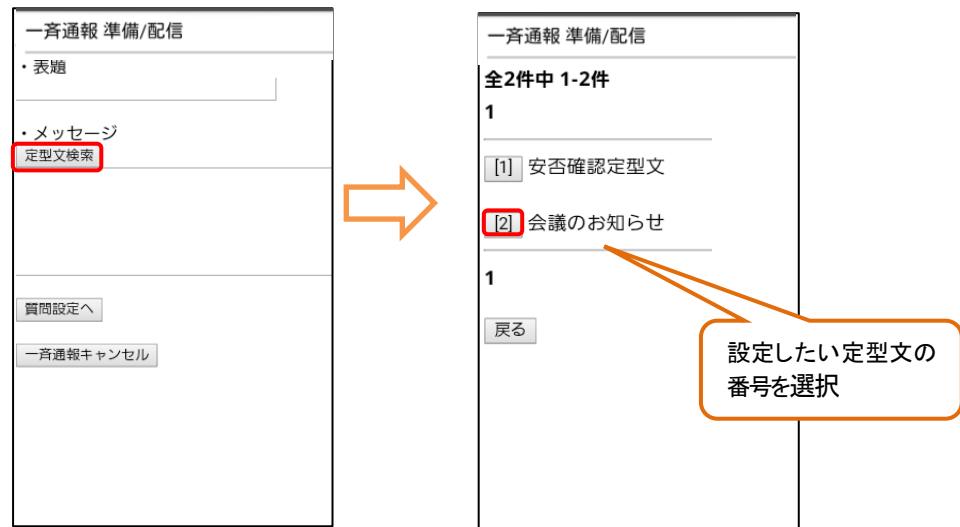 一斉通報 準備/配信
・表題
・メッセージ
定型文検索
質問設定へ
一斉通報キャンセル
一斉通報 準備/配信
全2件中 1-2件
1
[1] 安否確認定型文
[2] 会議のお知らせ
1
戻る
設定したい定型文の
番号を選択